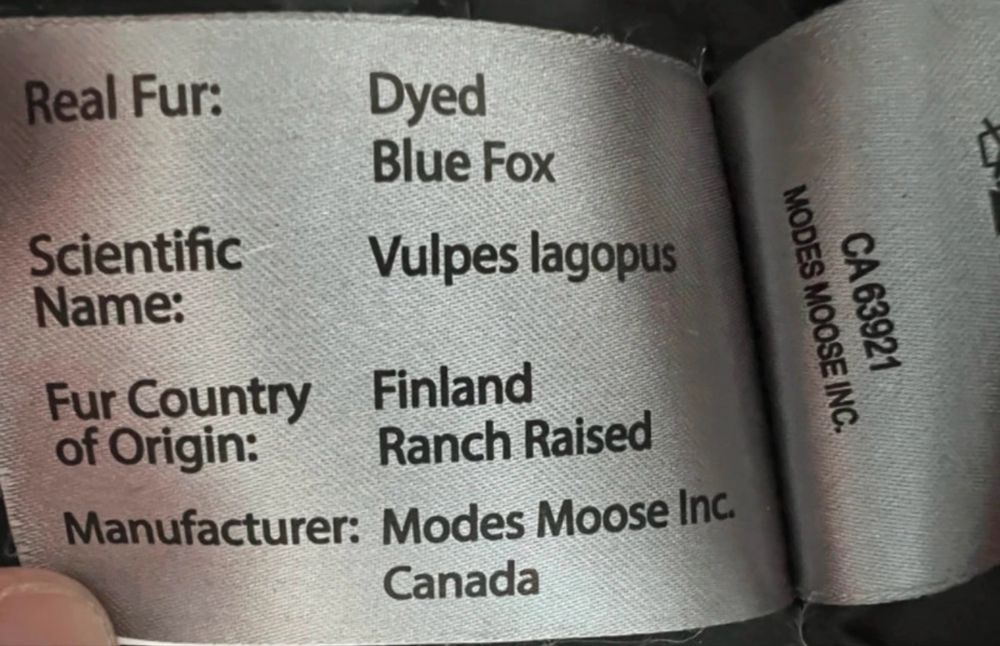 Real Fur: Dyed
Blue Fox
Scientific Vulpes lagopus
Name:
Fur Country Finland
of Origin: Ranch Raised
Manufacturer: Modes Moose Inc.
Canada
CA 63921
MODES MOOSE INC.